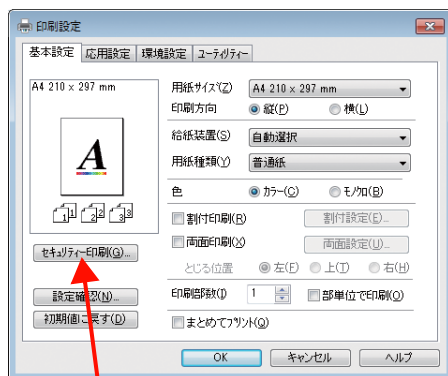 印刷設定
基本設定 応用設定 環境設定 ユーティリティー
A4 210 x 297 mm
A
1 1 2 2 3 3
セキュリティー印刷(G)...
設定確認(N)...
初期値に戻す(D)
用紙サイズ(Z) A4 210 x 297 mm
印刷方向 縦(P) 横(L)
給紙装置(S) 自動選択
用紙種類(Y) 普通紙
色 カラー(C) モノクロ(B)
割付印刷(R) 割付設定(E)...
両面印刷(X) 両面設定(U)...
とじる位置 左(F) 上(T) 右(H)
印刷部数(I) 1 部単位で印刷(O)
まとめてプリント(Q)
OK キャンセル ヘルプ